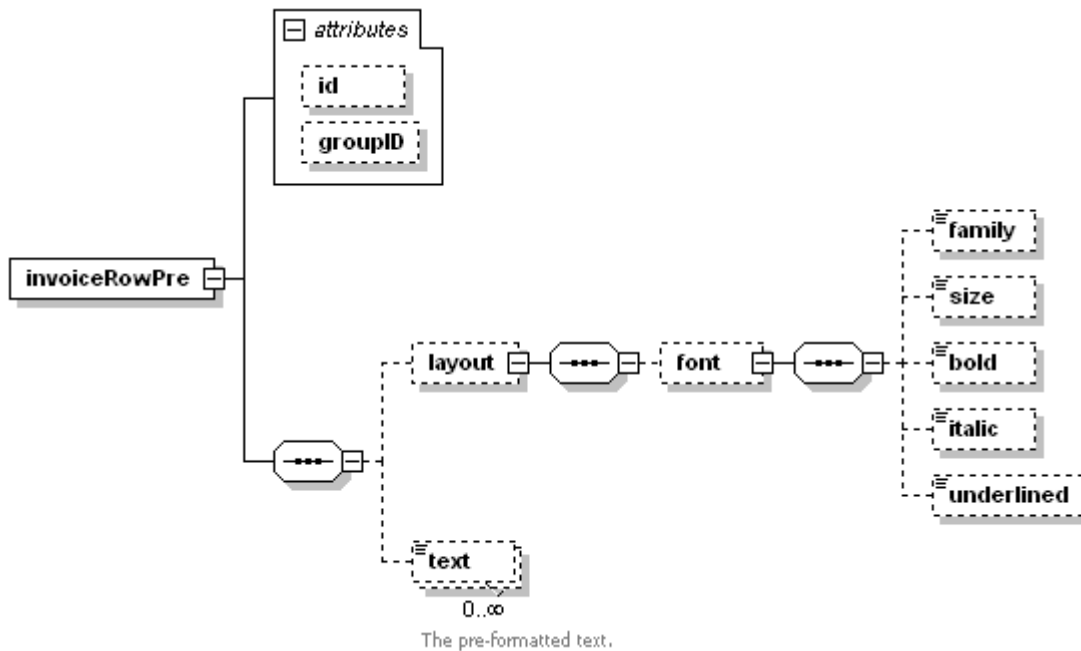 attributes
id
groupID
invoiceRowPre
family
size
layout
font
bold
italic
underlined
text
0..∞
The pre-formatted text.